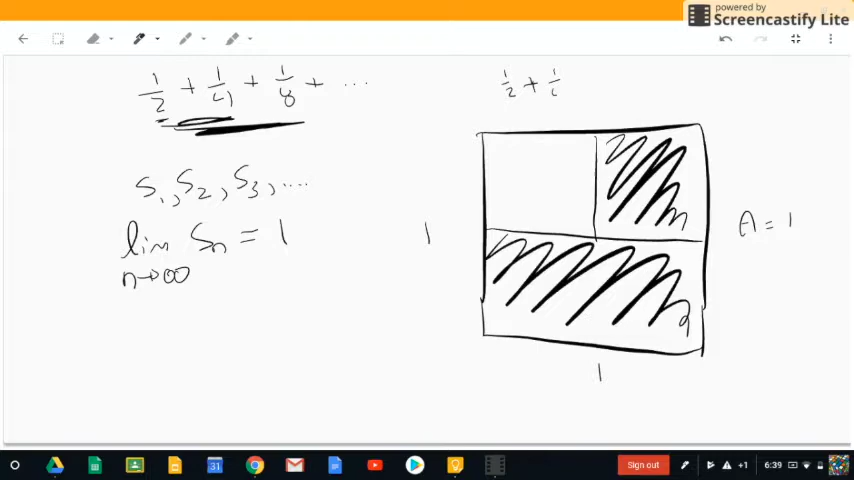 powered by
Screencastify Lite
1/2 + 1/4 + 1/8 + ...
1/2 + 1/
S₁, S₂, S₃, ....
lim Sₙ = 1
n→∞
1
A = 1
1
31
Sign out
+1
6:39